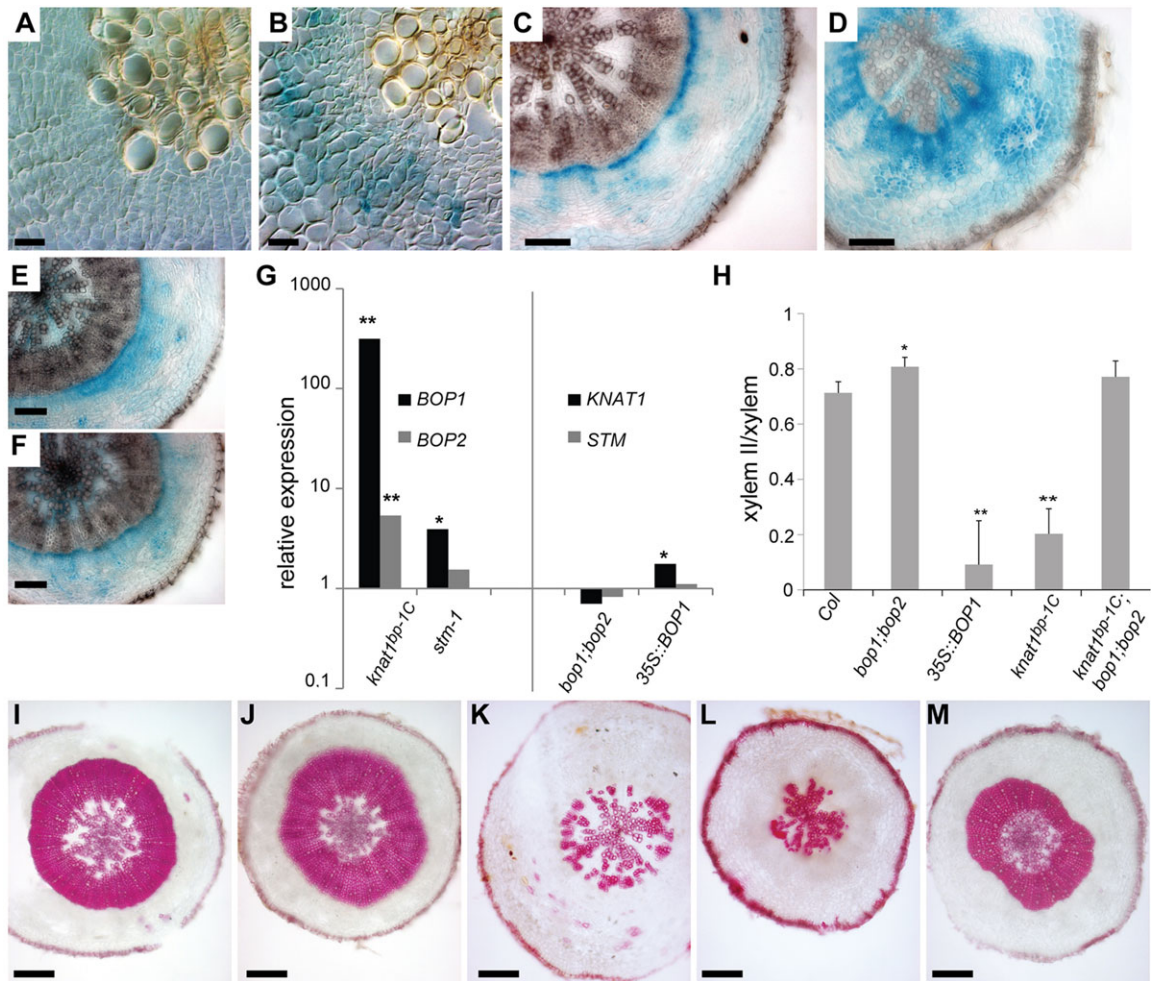 A
B
C
D
E
F
G
relative expression
1000
100
10
1
0.1
**
**
*
*
BOP1
BOP2
KNAT1
STM
knat1bp-1C
stm-1
bop1;bop2
35S::BOP1
H
xylem II/xylem
1
0.8
0.6
0.4
0.2
0
*
**
**
Col
bop1;bop2
35S::BOP1
knat1bp-1C
knat1bp-1C;
bop1;bop2
I
J
K
L
M